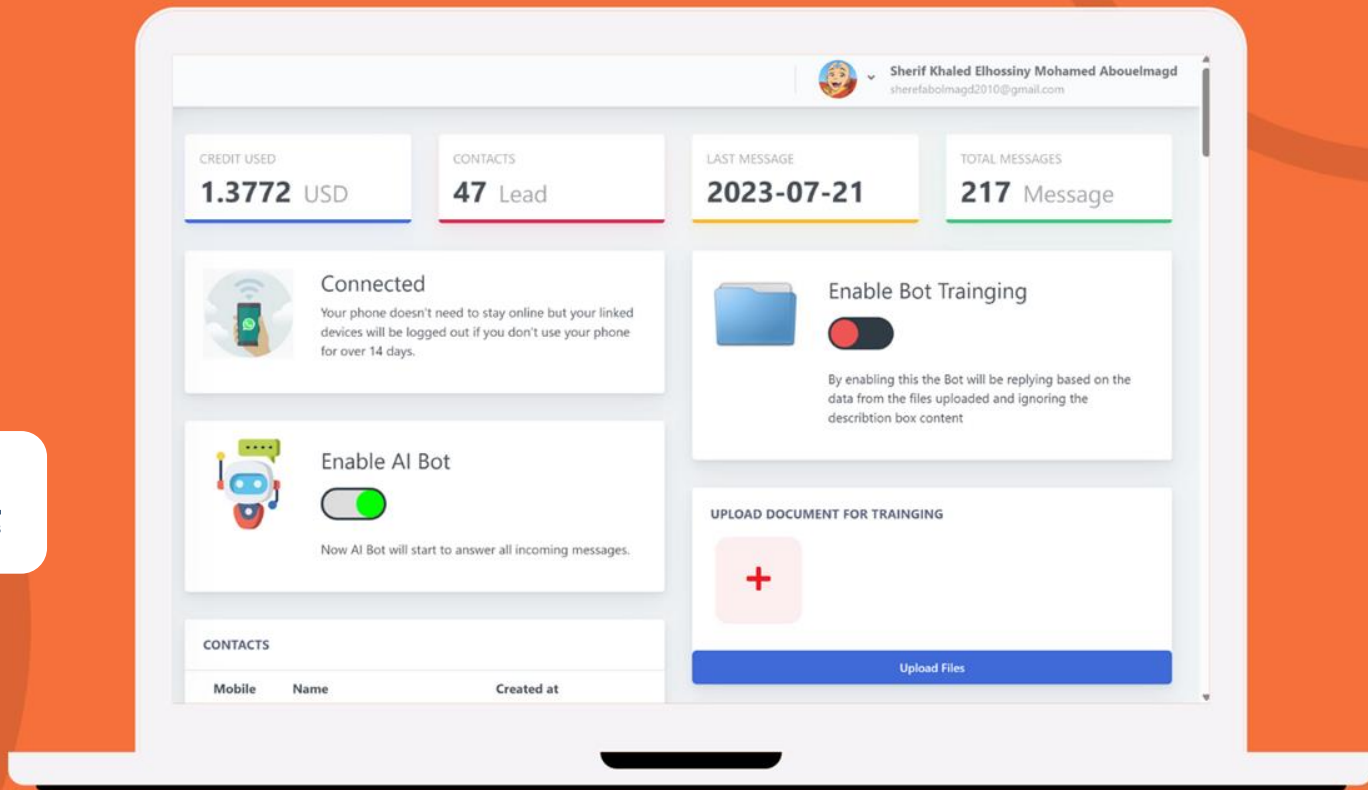 Sherif Khaled Elhossiny Mohamed Abouelmagd
sherefabolmagd2010@gmail.com
CREDIT USED
1.3772 USD
CONTACTS
47 Lead
LAST MESSAGE
2023-07-21
TOTAL MESSAGES
217 Message
Connected
Your phone doesn't need to stay online but your linked
devices will be logged out if you don't use your phone
for over 14 days.
Enable Bot Trainging
By enabling this the Bot will be replying based on the
data from the files uploaded and ignoring the
describtion box content
Enable AI Bot
Now AI Bot will start to answer all incoming messages.
UPLOAD DOCUMENT FOR TRAINGING
+
Upload Files
CONTACTS
Mobile Name Created at